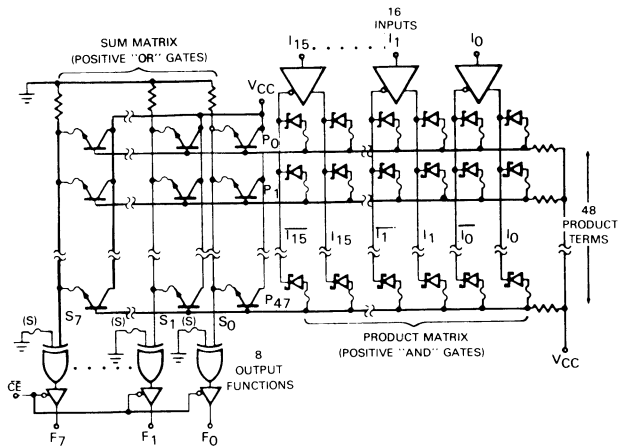 16
INPUTS
SUM MATRIX
(POSITIVE "OR" GATES)
I15 . . . . . . I1 I0
VCC
P0
P1
I15 I15 I1 I1 I0 I0
48
PRODUCT
TERMS
P47
S7 S1 S0
(S) (S) (S)
PRODUCT MATRIX
(POSITIVE "AND" GATES)
VCC
8
OUTPUT
FUNCTIONS
CE
F7 F1 F0